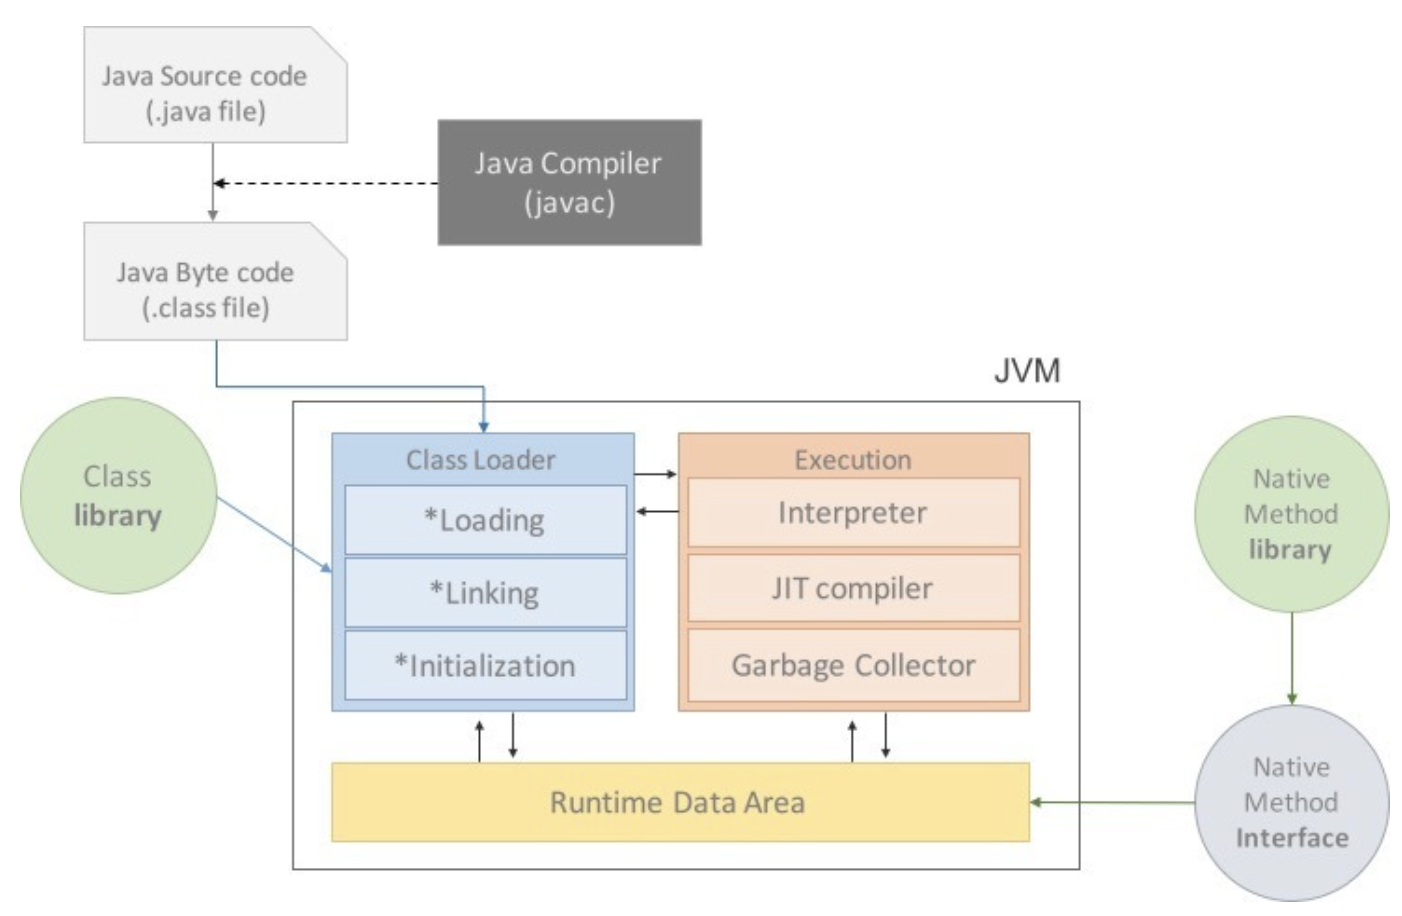 Java Source code
(.java file)
Java Compiler
(javac)
Java Byte code
(.class file)
JVM
Class
library
Class Loader
*Loading
*Linking
*Initialization
Execution
Interpreter
JIT compiler
Garbage Collector
Native
Method
library
Runtime Data Area
Native
Method
Interface